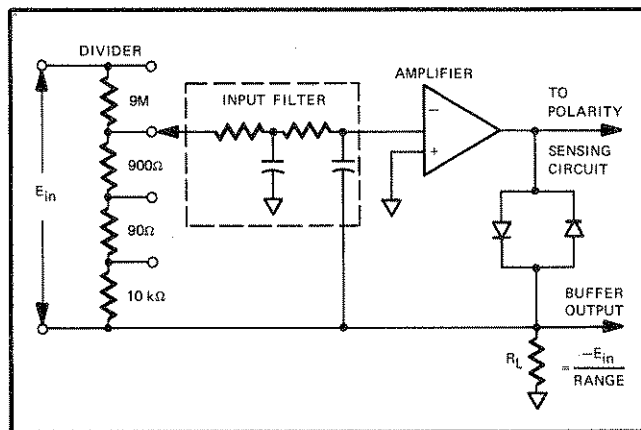 DIVIDER
9M
900Ω
90Ω
10 kΩ
E_in
INPUT FILTER
AMPLIFIER
−
+
TO
POLARITY
SENSING
CIRCUIT
BUFFER
OUTPUT
R_L
= −E_in
RANGE